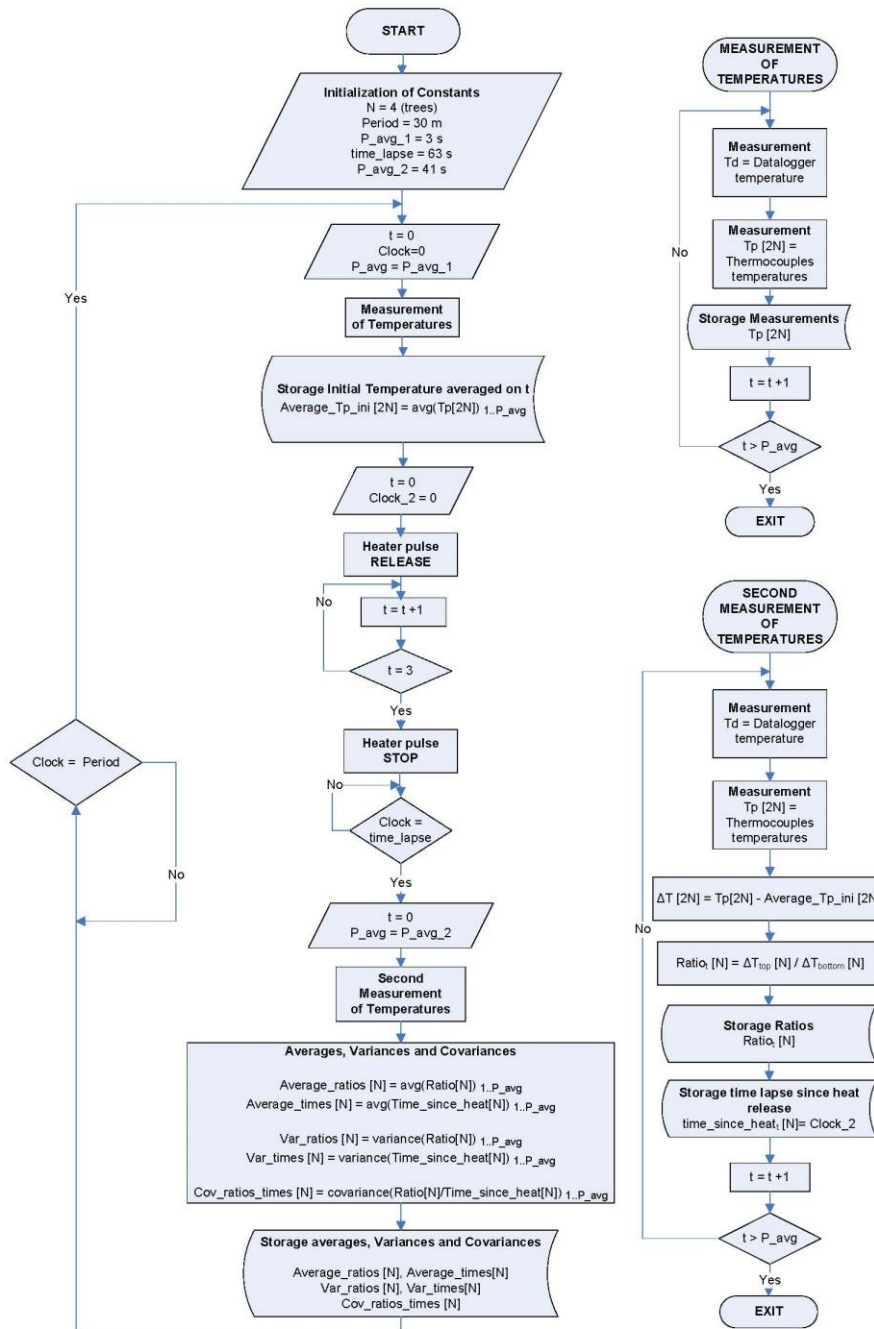 START
Initialization of Constants
N = 4 (trees)
Period = 30 m
P_avg_1 = 3 s
time_lapse = 63 s
P_avg_2 = 41 s
t = 0
Clock=0
P_avg = P_avg_1
Measurement
of Temperatures
Storage Initial Temperature averaged on t
Average_Tp_ini [2N] = avg(Tp[2N]) 1..P_avg
t = 0
Clock_2 = 0
Heater pulse
RELEASE
No
t = t +1
t = 3
Yes
Heater pulse
STOP
No
Clock =
time_lapse
Yes
t = 0
P_avg = P_avg_2
Second
Measurement
of Temperatures
Averages, Variances and Covariances
Average_ratios [N] = avg(Ratio[N]) 1..P_avg
Average_times [N] = avg(Time_since_heat[N]) 1..P_avg
Var_ratios [N] = variance(Ratio[N]) 1..P_avg
Var_times [N] = variance(Time_since_heat[N]) 1..P_avg
Cov_ratios_times [N] = covariance(Ratio[N]/Time_since_heat[N]) 1..P_avg
Storage averages, Variances and Covariances
Average_ratios [N], Average_times[N]
Var_ratios [N], Var_times[N]
Cov_ratios_times [N]
Yes
Clock = Period
No
MEASUREMENT
OF
TEMPERATURES
Measurement
Td = Datalogger
temperature
Measurement
Tp [2N] =
Thermocouples
temperatures
No
Storage Measurements
Tp [2N]
t = t +1
t > P_avg
Yes
EXIT
SECOND
MEASUREMENT
OF
TEMPERATURES
Measurement
Td = Datalogger
temperature
Measurement
Tp [2N] =
Thermocouples
temperatures
ΔT [2N] = Tp[2N] - Average_Tp_ini [2N
No
Ratiot [N] = ΔTtop [N] / ΔTbottom [N]
Storage Ratios
Ratiot [N]
Storage time lapse since heat
release
time_since_heatt [N]= Clock_2
t = t +1
t > P_avg
Yes
EXIT